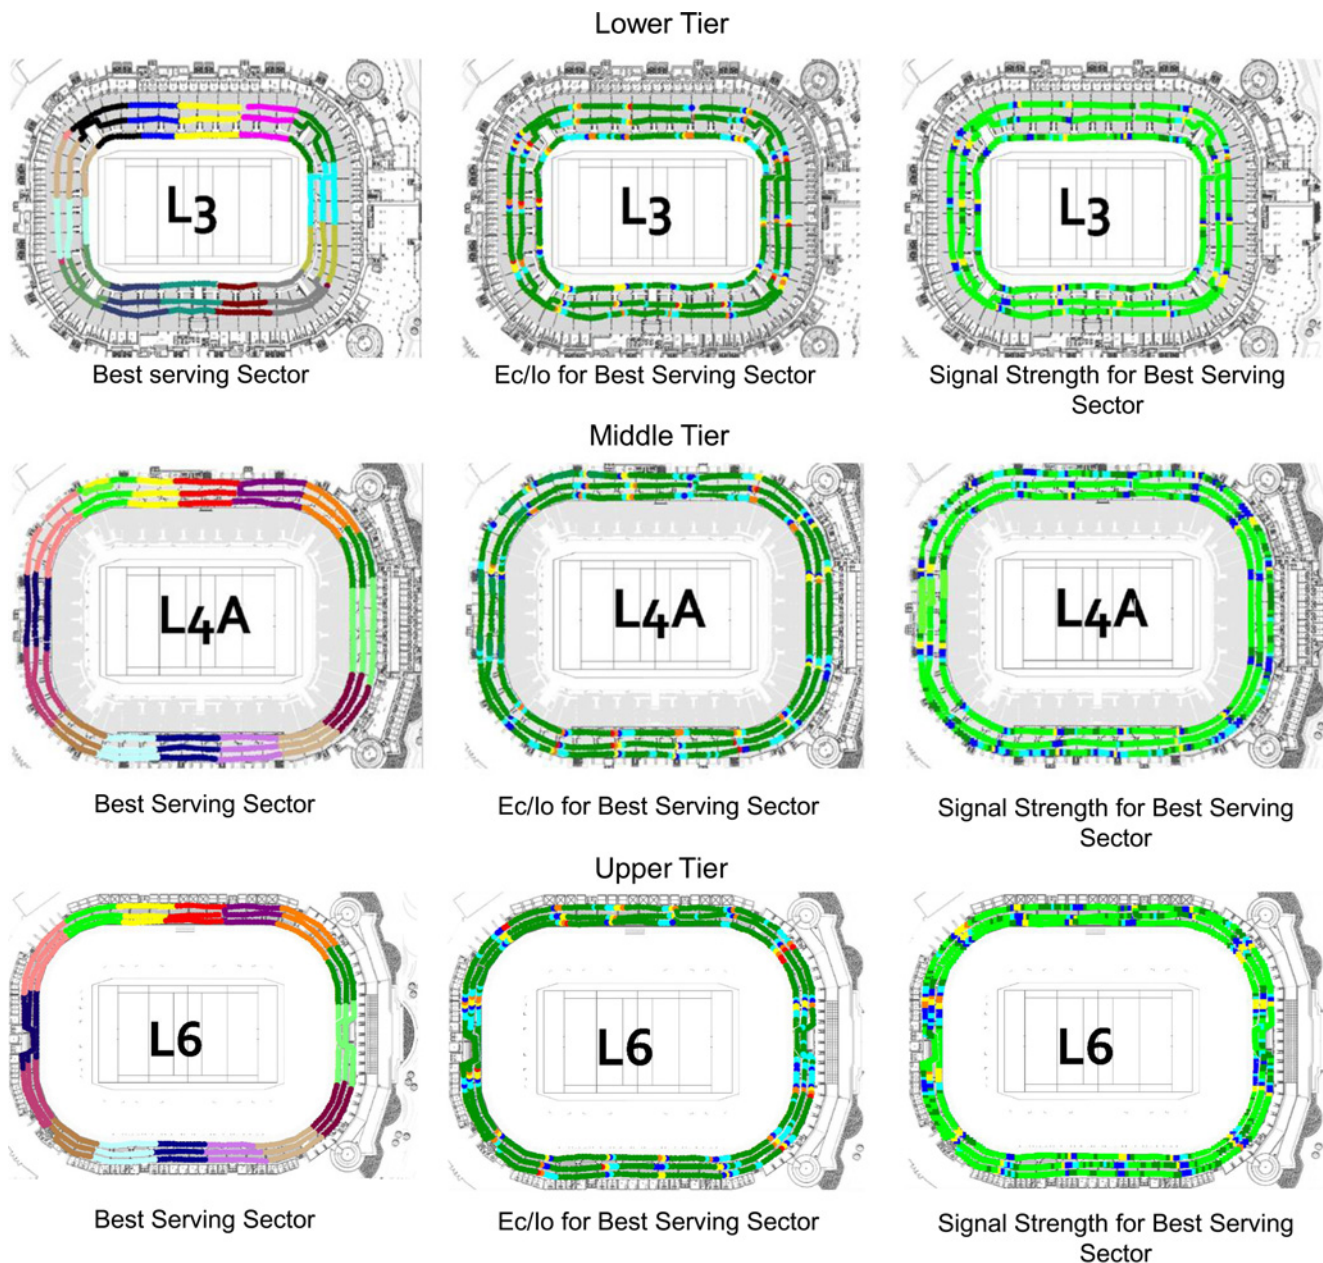 Lower Tier
L3
L3
L3
Best serving Sector
Ec/Io for Best Serving Sector
Signal Strength for Best Serving
Sector
Middle Tier
L4A
L4A
L4A
Best Serving Sector
Ec/Io for Best Serving Sector
Signal Strength for Best Serving
Sector
Upper Tier
L6
L6
L6
Best Serving Sector
Ec/Io for Best Serving Sector
Signal Strength for Best Serving
Sector